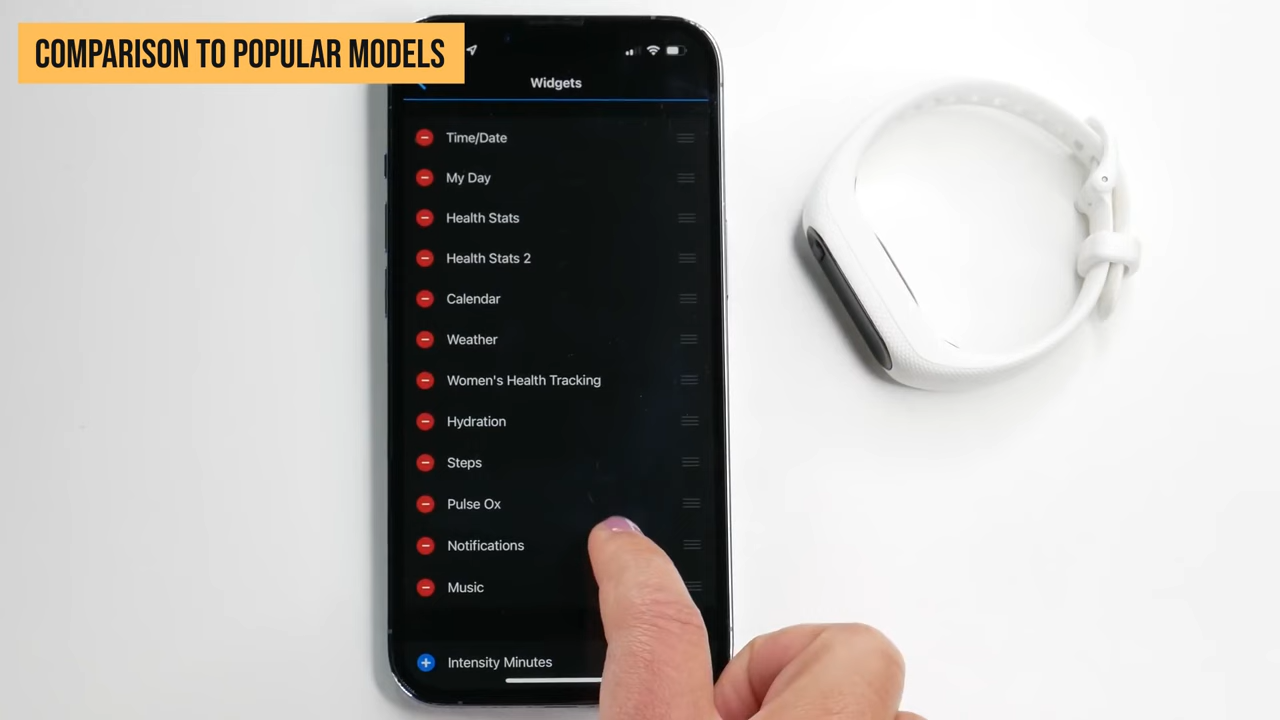 COMPARISON TO POPULAR MODELS
Widgets
Time/Date
My Day
Health Stats
Health Stats 2
Calendar
Weather
Women's Health Tracking
Hydration
Steps
Pulse Ox
Notifications
Music
Intensity Minutes